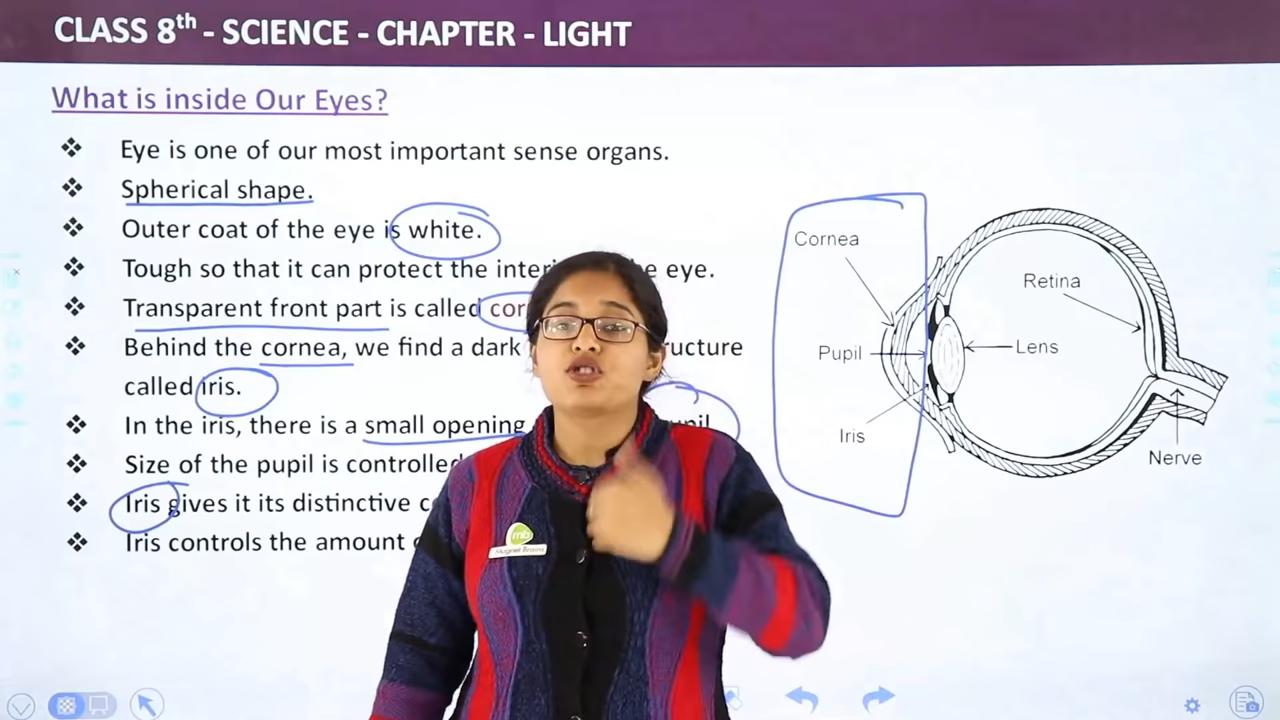 CLASS 8th - SCIENCE - CHAPTER - LIGHT
What is inside Our Eyes?
Eye is one of our most important sense organs.
Spherical shape.
Outer coat of the eye is white.
Tough so that it can protect the eye.
Transparent front part is called
Behind the cornea, we find a dark
called iris.
In the iris, there is a small opening
Size of the pupil is controlled
Iris gives it its distinctive
Iris controls the amount
Cornea
Retina
Pupil
Lens
Iris
Nerve
mb
Magnet Brains